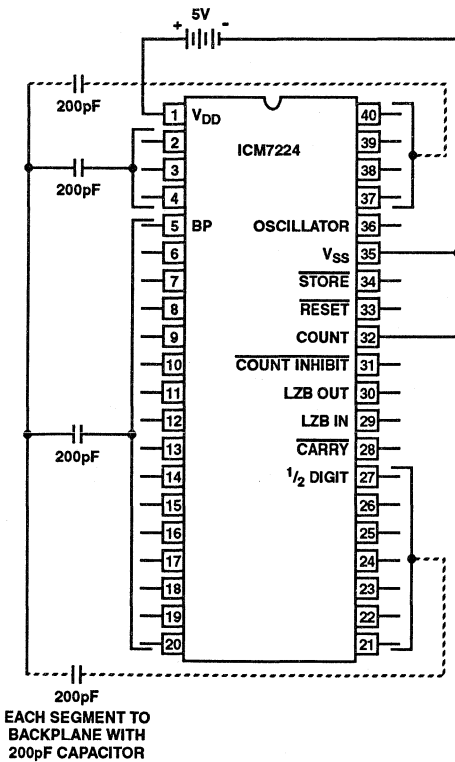 5V
+ -
200pF
1 VDD 40
2 39
ICM7224
3 38
200pF
4 37
5 BP OSCILLATOR 36
6 VSS 35
7 STORE 34
8 RESET 33
9 COUNT 32
10 COUNT INHIBIT 31
11 LZB OUT 30
12 LZB IN 29
200pF
13 CARRY 28
14 1/2 DIGIT 27
15 26
16 25
17 24
18 23
19 22
20 21
200pF
EACH SEGMENT TO
BACKPLANE WITH
200pF CAPACITOR